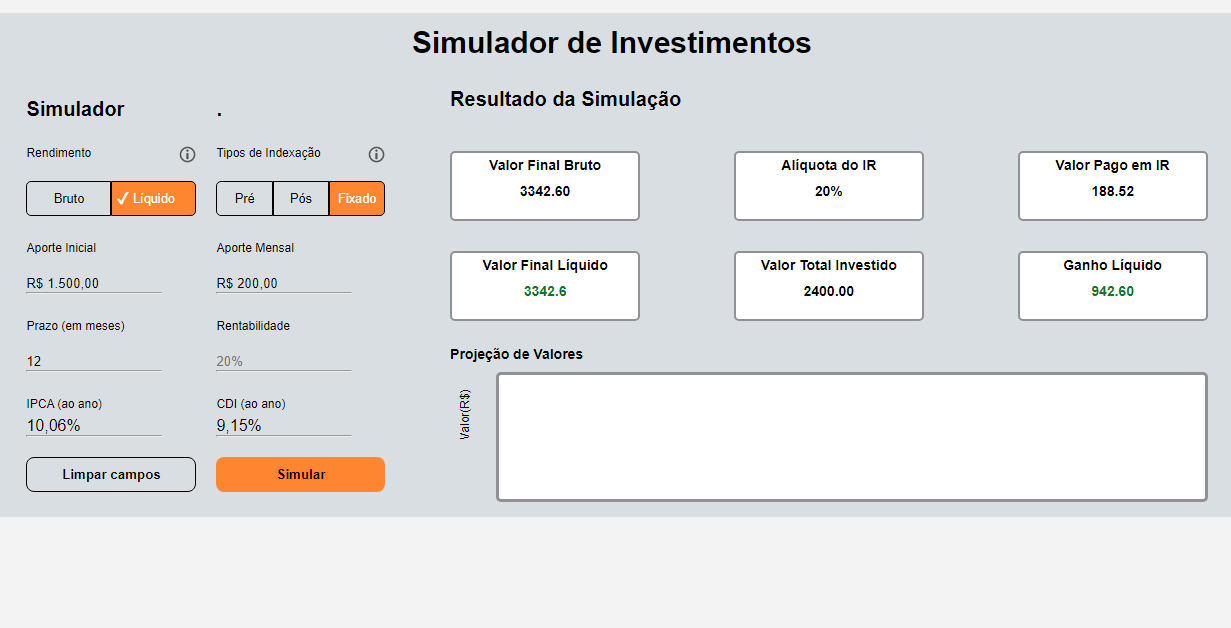 Simulador de Investimentos
Simulador
.
Rendimento
Tipos de Indexação
Bruto
✓ Líquido
Pré
Pós
Fixado
Aporte Inicial
Aporte Mensal
R$ 1.500,00
R$ 200,00
Prazo (em meses)
Rentabilidade
12
20%
IPCA (ao ano)
CDI (ao ano)
10,06%
9,15%
Limpar campos
Simular
Resultado da Simulação
Valor Final Bruto
3342.60
Alíquota do IR
20%
Valor Pago em IR
188.52
Valor Final Líquido
3342.6
Valor Total Investido
2400.00
Ganho Líquido
942.60
Projeção de Valores
Valor(R$)